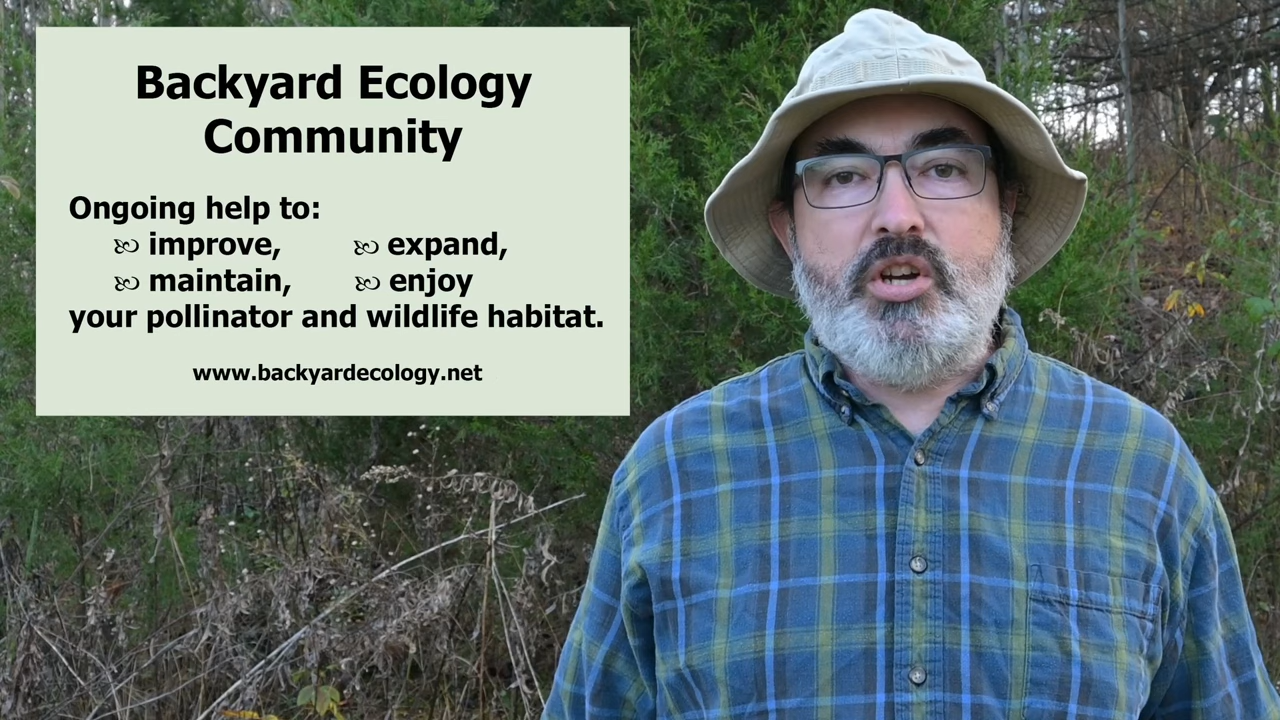 Backyard Ecology
Community
Ongoing help to:
improve, expand,
maintain, enjoy
your pollinator and wildlife habitat.
www.backyardecology.net